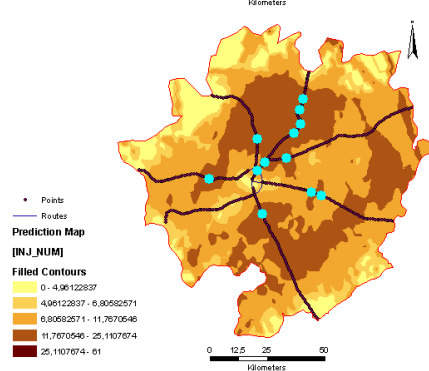 Kilometers
Points
Routes
Prediction Map
[INJ_NUM]
Filled Contours
0 - 4,96122837
4,96122837 - 6,80582571
6,80582571 - 11,7670546
11,7670546 - 25,1107674
25,1107674 - 61
0 12,5 25 50
Kilometers